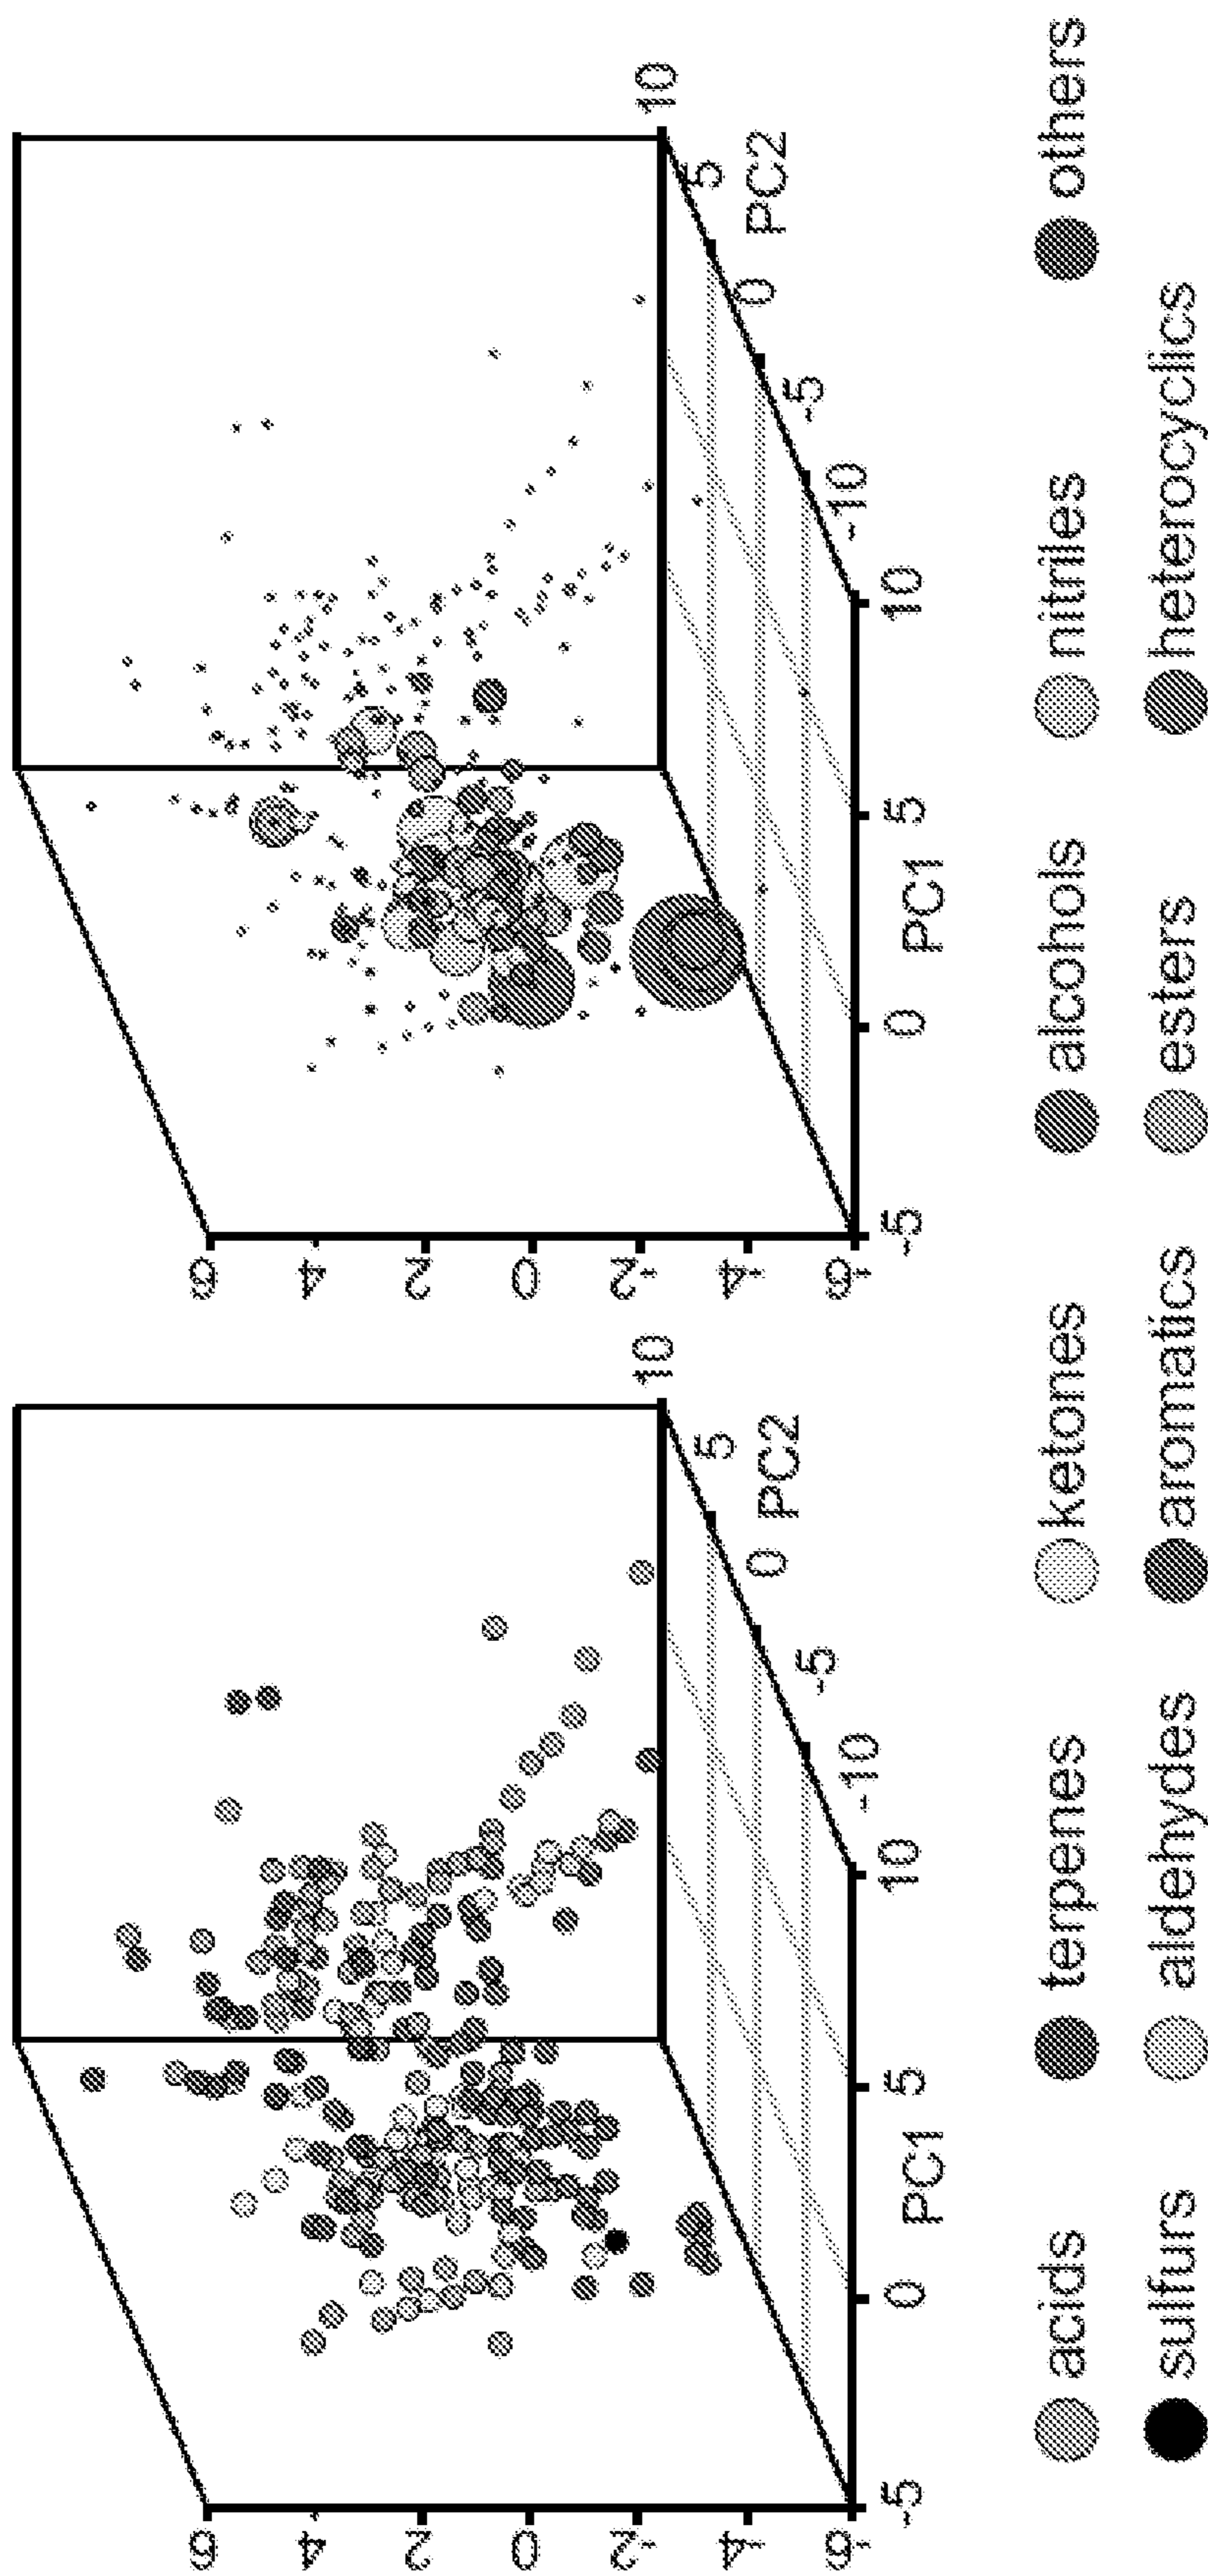 6
4
2
0
-2
-4
-6
-5 0 5 10
PC1
-10 -5 0 5 10
PC2
6
4
2
0
-2
-4
-6
-5 0 5 10
PC1
-10 -5 0 5 10
PC2
acids terpenes ketones alcohols nitriles others
sulfurs aldehydes aromatics esters heterocyclics